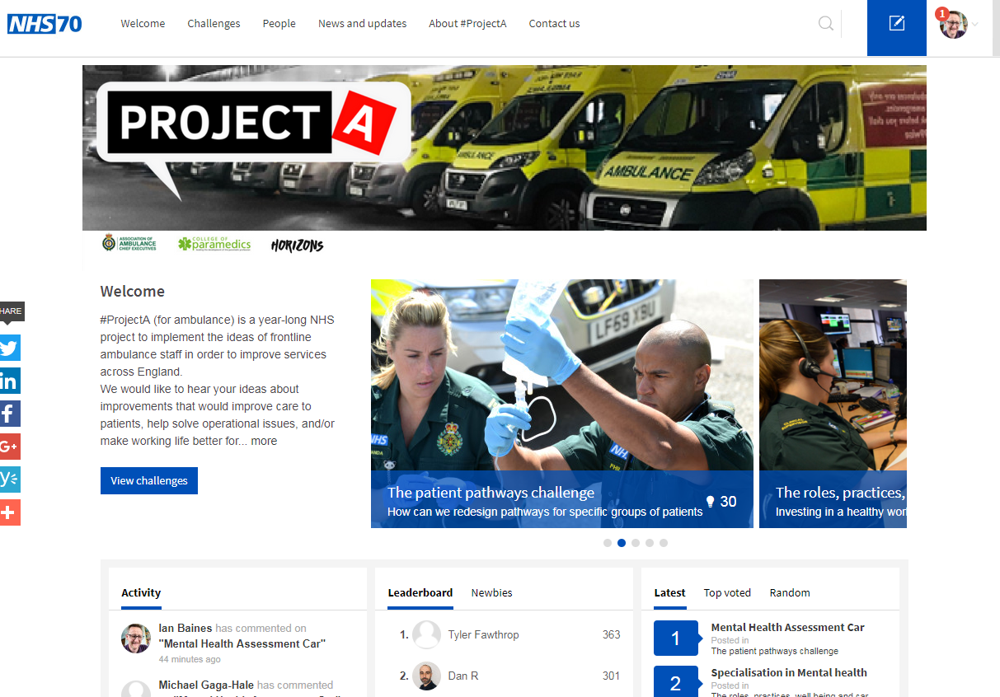 NHS70
Welcome
Challenges
People
News and updates
About #ProjectA
Contact us
1
PROJECT A
AMBULANCE
AMBULANCE
ASSOCIATION OF
AMBULANCE
CHIEF EXECUTIVES
COLLEGE OF
paramedics
HORIZONS
HARE
Welcome
#ProjectA (for ambulance) is a year-long NHS
project to implement the ideas of frontline
ambulance staff in order to improve services
across England.
We would like to hear your ideas about
improvements that would improve care to
patients, help solve operational issues, and/or
make working life better for... more
View challenges
LF69 XBU
NHS
NHS
PHIL
The patient pathways challenge
How can we redesign pathways for specific groups of patients
30
The roles, practices,
Investing in a healthy wor
Activity
Ian Baines has commented on
"Mental Health Assessment Car"
44 minutes ago
Michael Gaga-Hale has commented
Leaderboard
Newbies
1. Tyler Fawthrop 363
2. Dan R 301
Latest
Top voted
Random
1
Mental Health Assessment Car
Posted in
The patient pathways challenge
2
Specialisation in Mental health
Posted in
The roles, practices, well being and car